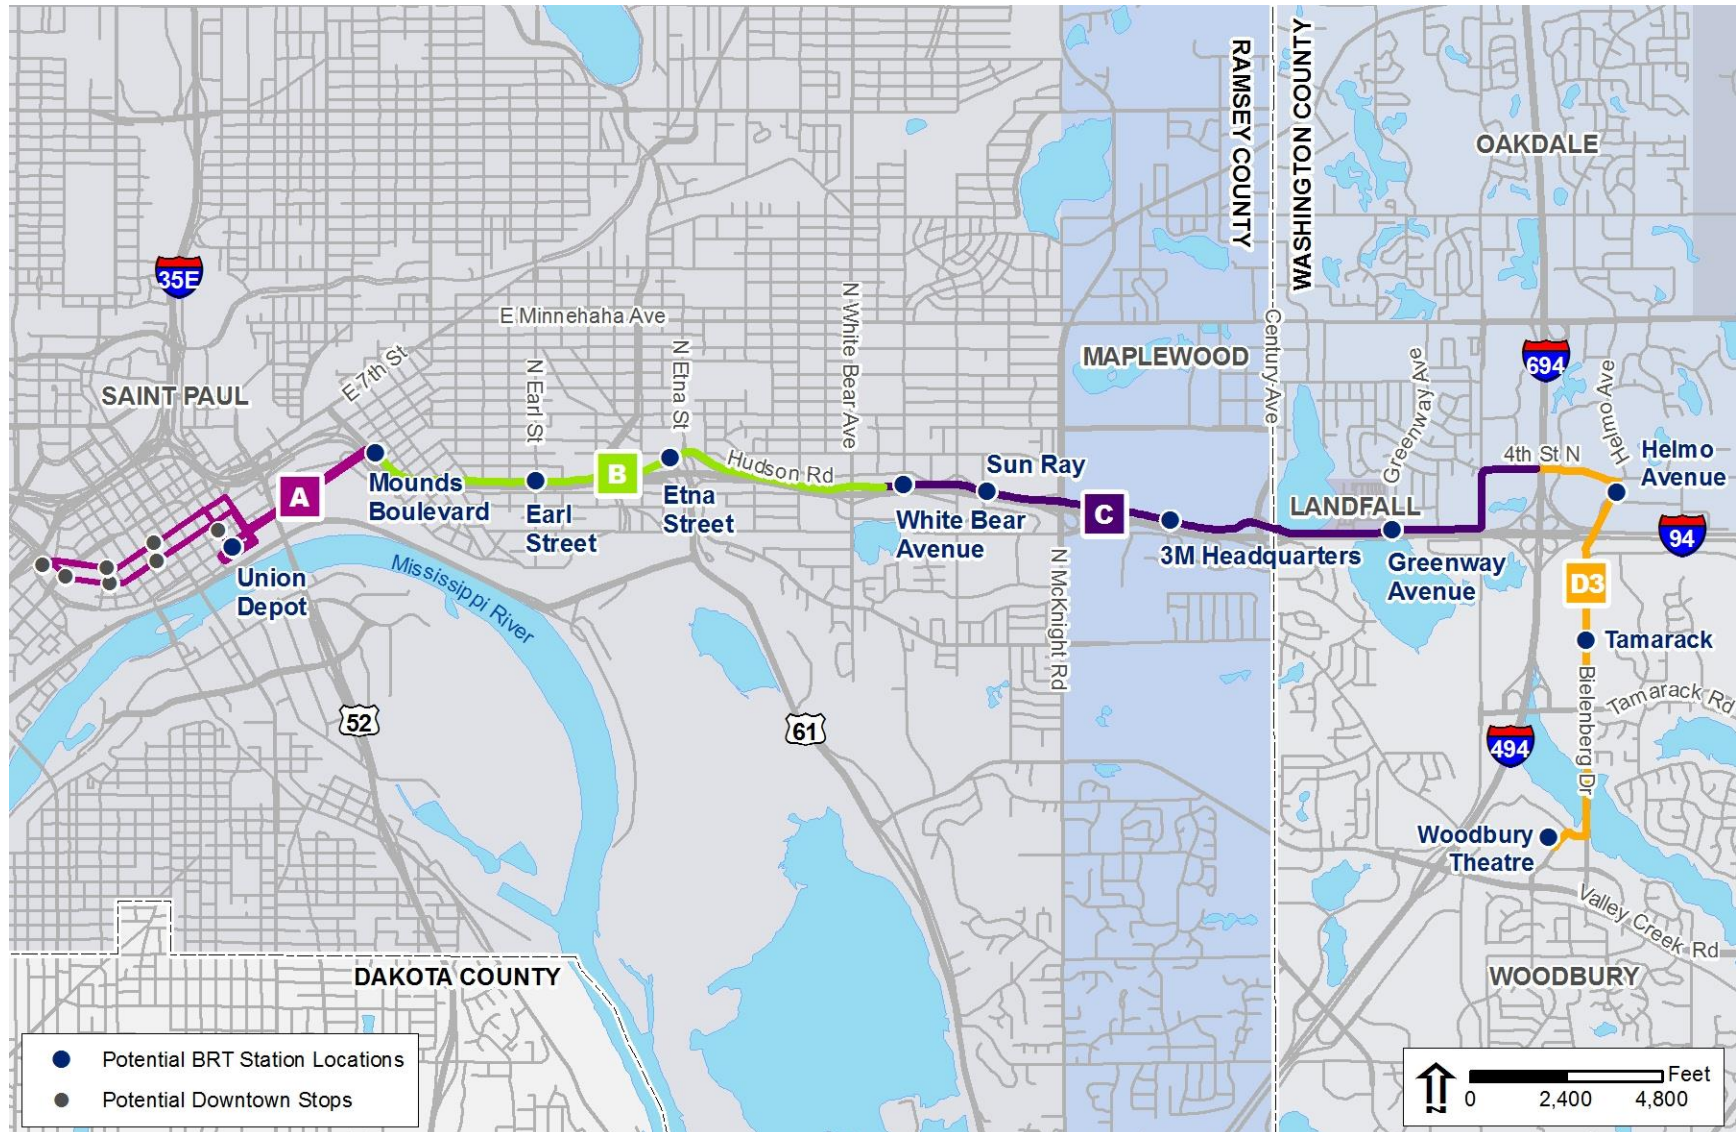 RAMSEY COUNTY
WASHINGTON COUNTY
OAKDALE
35E
E Minnehaha Ave
N White Bear Ave
MAPLEWOOD
Century Ave
694
Greenway Ave
Helmo Ave
SAINT PAUL
E 7th St
N Earl St
N Etna St
Hudson Rd
4th St N
Helmo
Avenue
Mounds
Boulevard
A
B
Earl
Street
Etna
Street
Sun Ray
White Bear
Avenue
C
3M Headquarters
LANDFALL
Greenway
Avenue
94
D3
Union
Depot
Mississippi River
N McKnight Rd
Tamarack
Bielenberg Dr
Tamarack Rd
52
61
494
Woodbury
Theatre
Valley Creek Rd
WOODBURY
DAKOTA COUNTY
Potential BRT Station Locations
Potential Downtown Stops
N
Feet
0
2,400
4,800